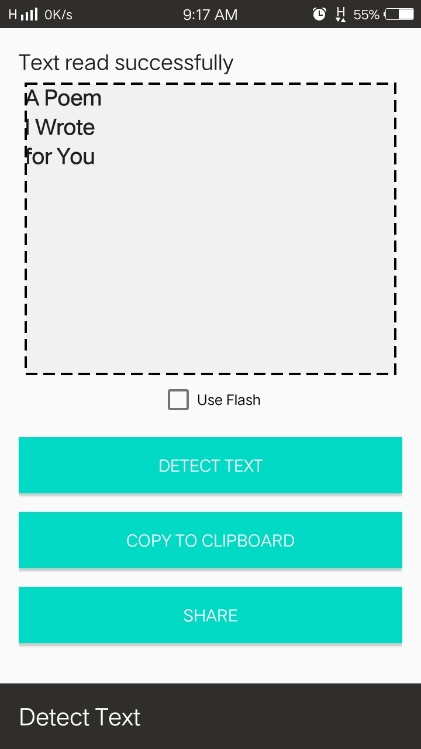 H 0K/s 9:17 AM H 55%
Text read successfully
A Poem
I Wrote
for You
Use Flash
DETECT TEXT
COPY TO CLIPBOARD
SHARE
Detect Text